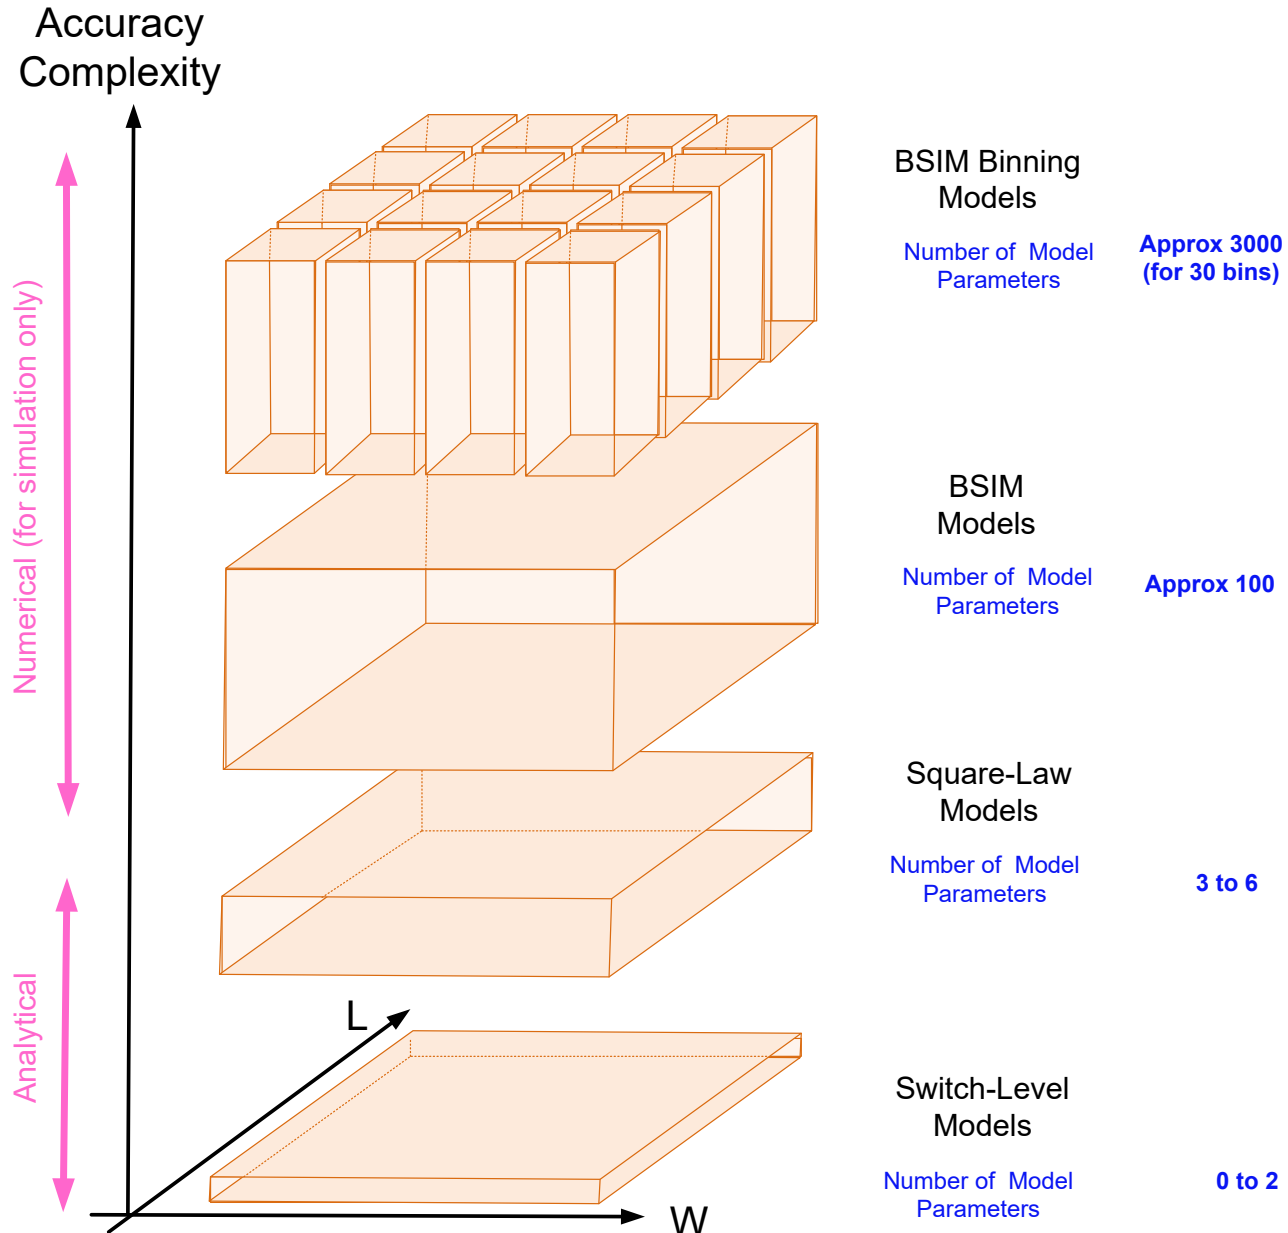 Accuracy
Complexity
Numerical (for simulation only)
Analytical
BSIM Binning
Models
Number of Model
Parameters
Approx 3000
(for 30 bins)
BSIM
Models
Number of Model
Parameters
Approx 100
Square-Law
Models
Number of Model
Parameters
3 to 6
L
Switch-Level
Models
Number of Model
Parameters
0 to 2
W